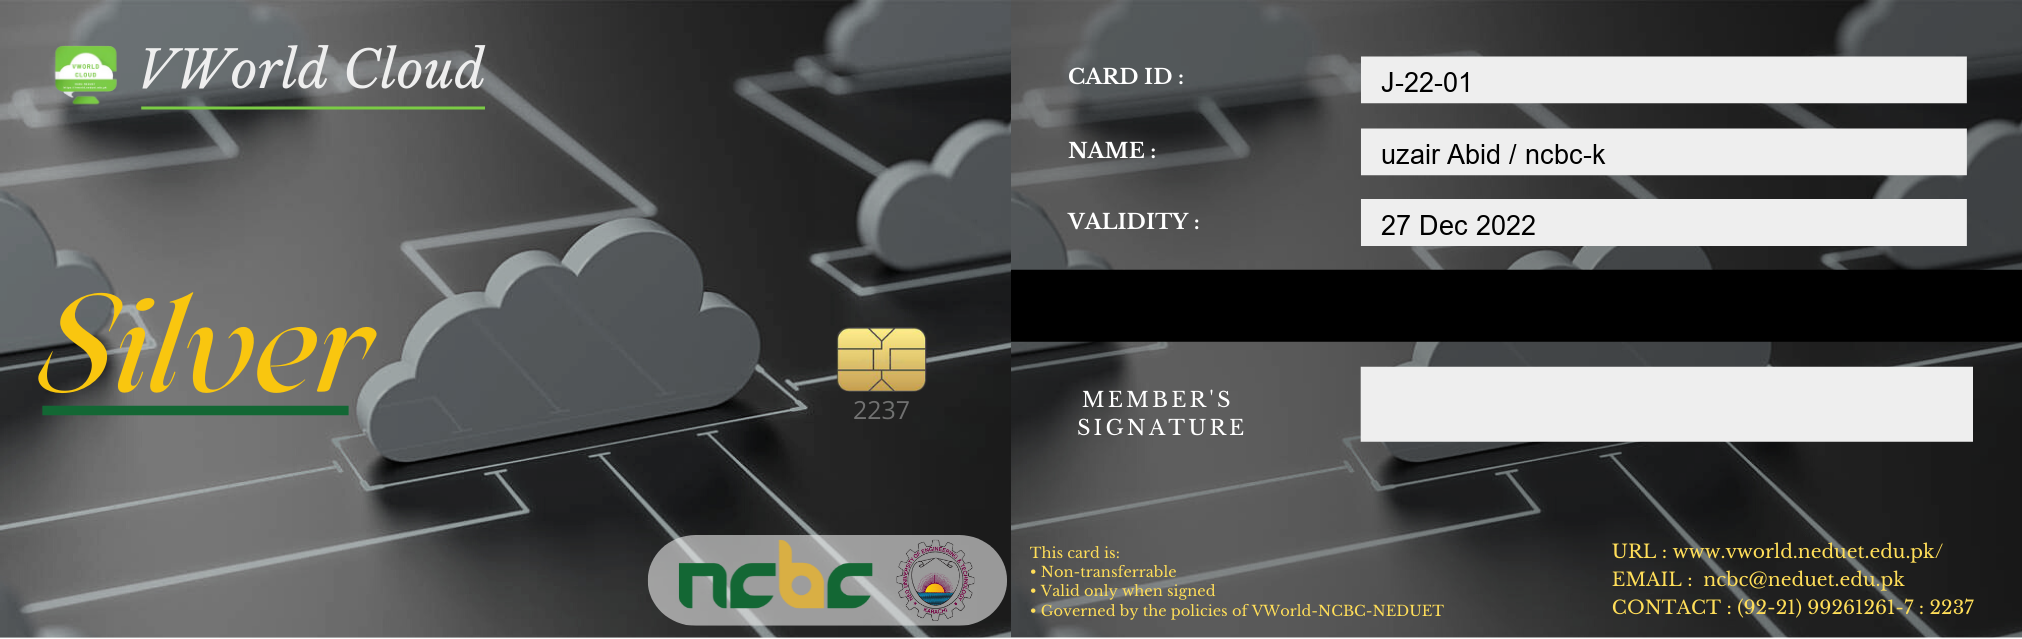 VWORLD
CLOUD
VWorld Cloud
Silver
2237
ncbc
CARD ID :
J-22-01
NAME :
uzair Abid / ncbc-k
VALIDITY :
27 Dec 2022
MEMBER'S
SIGNATURE
This card is:
• Non-transferrable
• Valid only when signed
• Governed by the policies of VWorld-NCBC-NEDUET
URL : www.vworld.neduet.edu.pk/
EMAIL : ncbc@neduet.edu.pk
CONTACT : (92-21) 99261261-7 : 2237